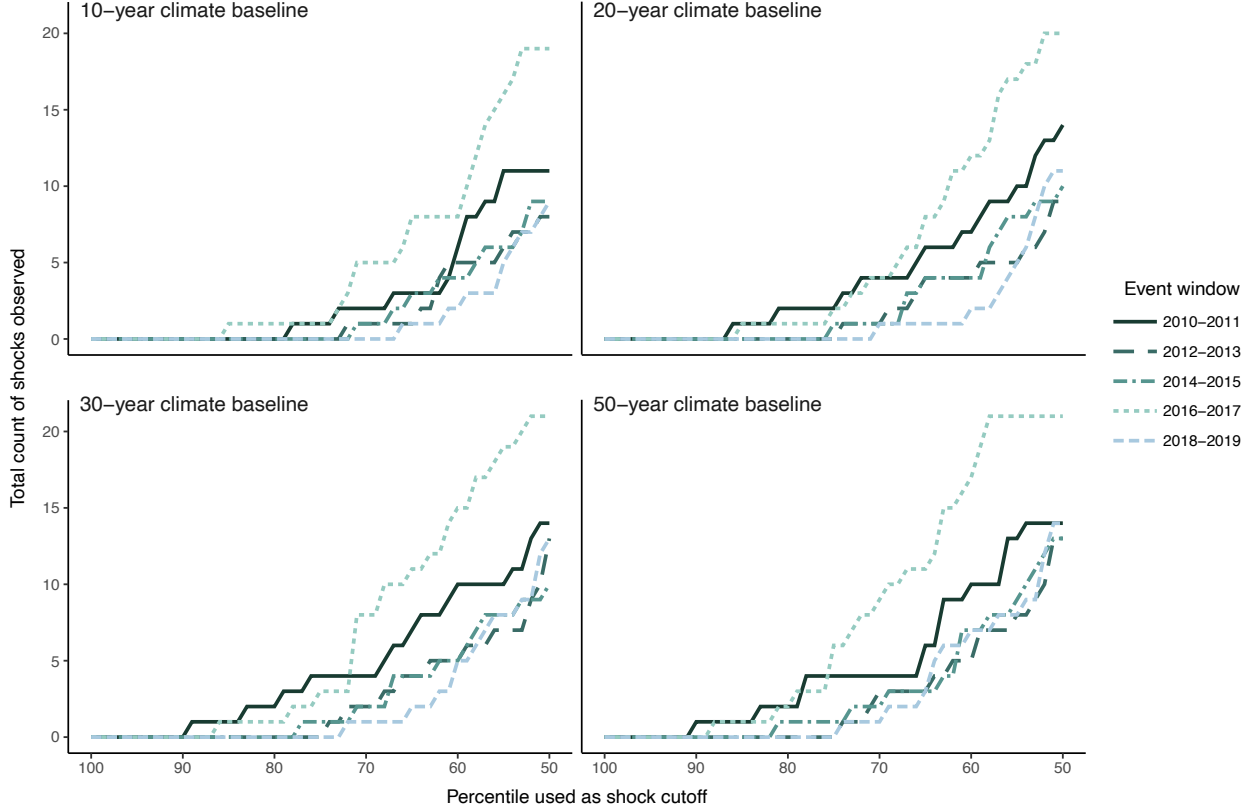 10−year climate baseline
20−year climate baseline
20
15
10
5
0
30−year climate baseline
50−year climate baseline
20
15
10
5
0
100 90 80 70 60 50
100 90 80 70 60 50
Total count of shocks observed
Percentile used as shock cutoff
Event window
2010−2011
2012−2013
2014−2015
2016−2017
2018−2019